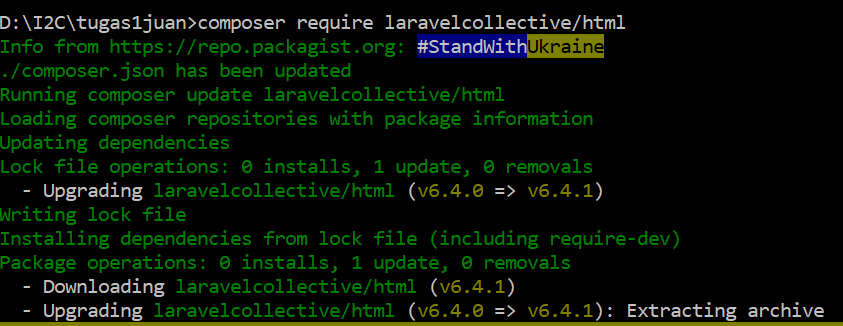 D:\I2C\tugas1juan>composer require laravelcollective/html
Info from https://repo.packagist.org: #StandWithUkraine
./composer.json has been updated
Running composer update laravelcollective/html
Loading composer repositories with package information
Updating dependencies
Lock file operations: 0 installs, 1 update, 0 removals
  - Upgrading laravelcollective/html (v6.4.0 => v6.4.1)
Writing lock file
Installing dependencies from lock file (including require-dev)
Package operations: 0 installs, 1 update, 0 removals
  - Downloading laravelcollective/html (v6.4.1)
  - Upgrading laravelcollective/html (v6.4.0 => v6.4.1): Extracting archive